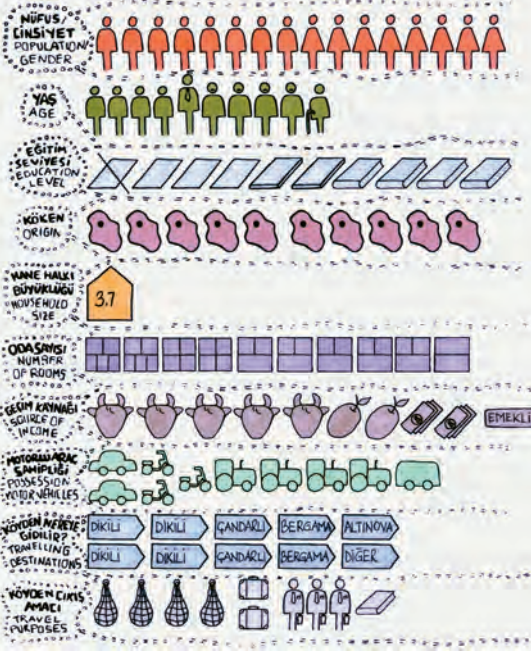 NÜFUS/
CİNSİYET
POPULATION/
GENDER
YAŞ
AGE
EĞİTİM
SEVİYESİ
EDUCATION
LEVEL
KÖKEN
ORIGIN
HANE HALKI
BÜYÜKLÜĞÜ
HOUSEHOLD
SIZE
3.7
ODA SAYISI
NUMBER
OF ROOMS
GEÇİM KAYNAĞI
SOURCE OF
INCOME
EMEKLİ
MOTORLU ARAÇ
SAHİPLİĞİ
POSSESSION
MOTOR VEHICLES
KÖYDEN NEREYE
GİDİLİR?
TRAVELLING
DESTINATIONS
DİKİLİ DİKİLİ ÇANDARLI BERGAMA ALTINOVA
DİKİLİ DİKİLİ ÇANDARLI BERGAMA DİĞER
KÖYDEN ÇIKIŞ
AMACI
TRAVEL
PURPOSES